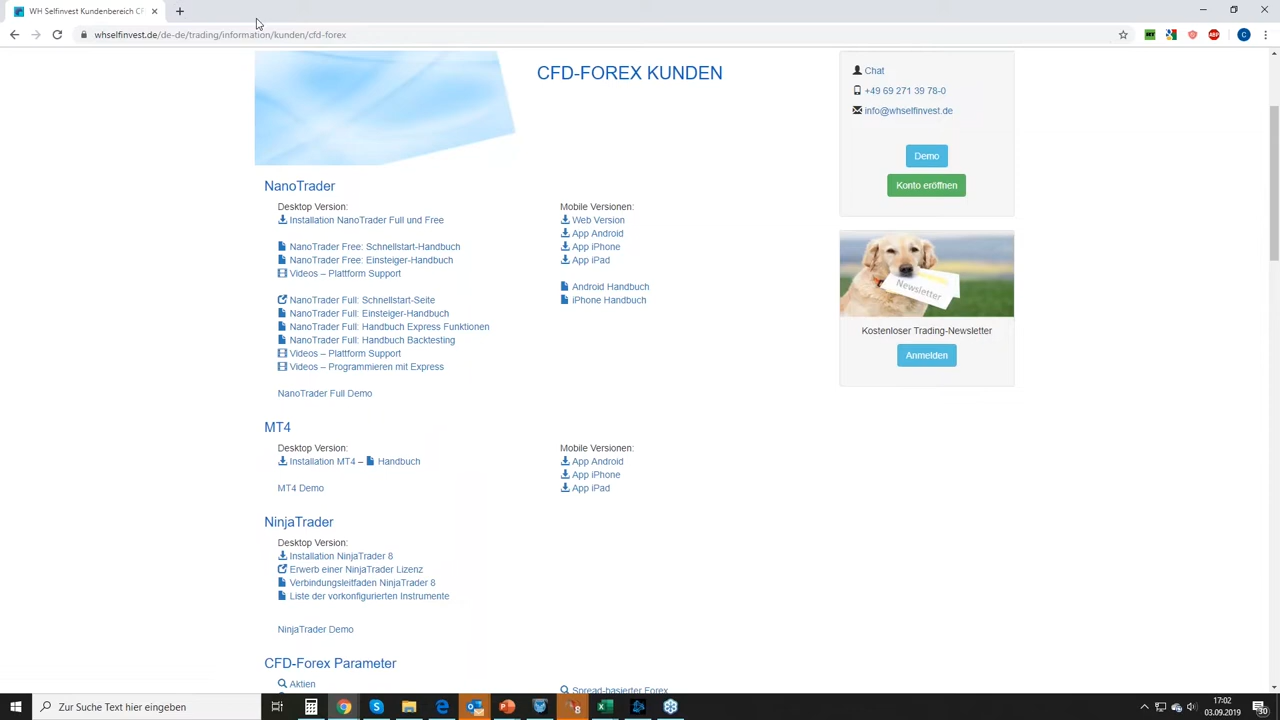 WH Selfinvest Kundenbereich CF
whselfinvest.de/de-de/trading/information/kunden/cfd-forex
CFD-FOREX KUNDEN
NanoTrader
Desktop Version:
Installation NanoTrader Full und Free
NanoTrader Free: Schnellstart-Handbuch
NanoTrader Free: Einsteiger-Handbuch
Videos – Plattform Support
NanoTrader Full: Schnellstart-Seite
NanoTrader Full: Einsteiger-Handbuch
NanoTrader Full: Handbuch Express Funktionen
NanoTrader Full: Handbuch Backtesting
Videos – Plattform Support
Videos – Programmieren mit Express
NanoTrader Full Demo
Mobile Versionen:
Web Version
App Android
App iPhone
App iPad
Android Handbuch
iPhone Handbuch
MT4
Desktop Version:
Installation MT4 – Handbuch
MT4 Demo
Mobile Versionen:
App Android
App iPhone
App iPad
NinjaTrader
Desktop Version:
Installation NinjaTrader 8
Erwerb einer NinjaTrader Lizenz
Verbindungsleitfaden NinjaTrader 8
Liste der vorkonfigurierten Instrumente
NinjaTrader Demo
CFD-Forex Parameter
Aktien
Spread-basierter Forex
Chat
+49 69 271 39 78-0
info@whselfinvest.de
Demo
Konto eröffnen
Newsletter
Kostenloser Trading-Newsletter
Anmelden
ABP
C
Zur Suche Text hier eingeben
8
17:02
03.09.2019
30